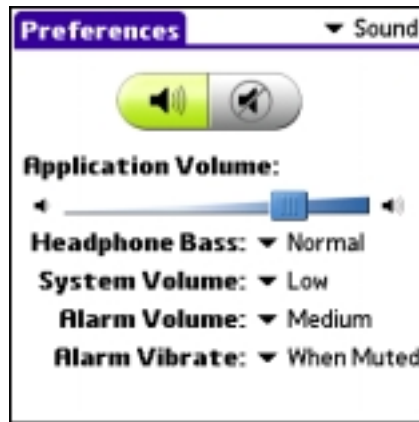 Preferences Sound
Application Volume:
Headphone Bass: Normal
System Volume: Low
Alarm Volume: Medium
Alarm Vibrate: When Muted